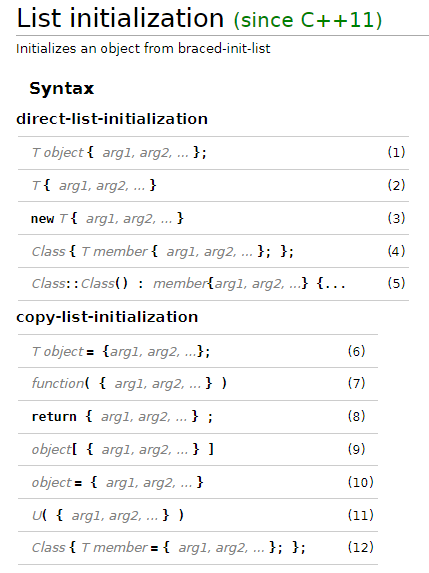 List initialization (since C++11)
Initializes an object from braced-init-list
Syntax
direct-list-initialization
T object { arg1, arg2, ... }; (1)
T { arg1, arg2, ... } (2)
new T { arg1, arg2, ... } (3)
Class { T member { arg1, arg2, ... }; }; (4)
Class::Class() : member{arg1, arg2, ...} {... (5)
copy-list-initialization
T object = {arg1, arg2, ...}; (6)
function( { arg1, arg2, ... } ) (7)
return { arg1, arg2, ... } ; (8)
object[ { arg1, arg2, ... } ] (9)
object = { arg1, arg2, ... } (10)
U( { arg1, arg2, ... } ) (11)
Class { T member = { arg1, arg2, ... }; }; (12)